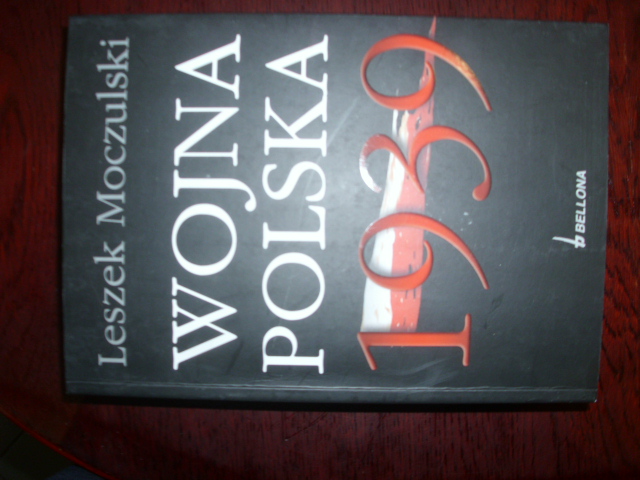 Leszek Moczulski
WOJNA
POLSKA
1939
BELLONA